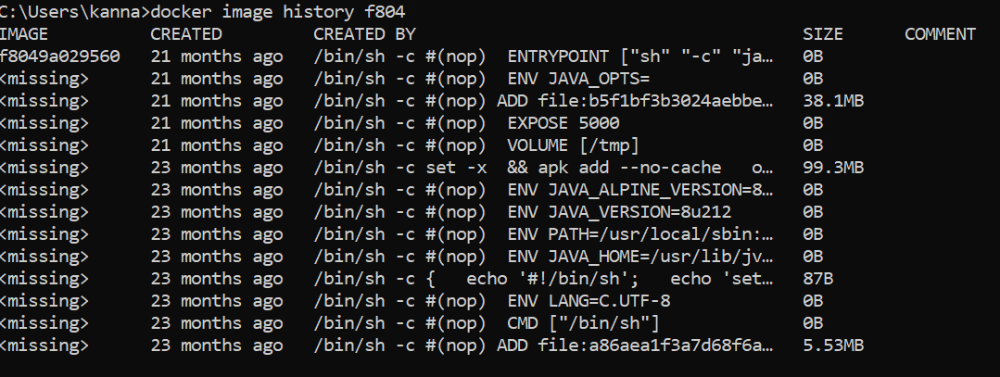 C:\Users\kanna>docker image history f804
IMAGE CREATED CREATED BY SIZE COMMENT
f8049a029560 21 months ago /bin/sh -c #(nop) ENTRYPOINT ["sh" "-c" "ja… 0B
<missing> 21 months ago /bin/sh -c #(nop) ENV JAVA_OPTS= 0B
<missing> 21 months ago /bin/sh -c #(nop) ADD file:b5f1bf3b3024aebbe… 38.1MB
<missing> 21 months ago /bin/sh -c #(nop) EXPOSE 5000 0B
<missing> 21 months ago /bin/sh -c #(nop) VOLUME [/tmp] 0B
<missing> 23 months ago /bin/sh -c set -x && apk add --no-cache o… 99.3MB
<missing> 23 months ago /bin/sh -c #(nop) ENV JAVA_ALPINE_VERSION=8… 0B
<missing> 23 months ago /bin/sh -c #(nop) ENV JAVA_VERSION=8u212 0B
<missing> 23 months ago /bin/sh -c #(nop) ENV PATH=/usr/local/sbin:… 0B
<missing> 23 months ago /bin/sh -c #(nop) ENV JAVA_HOME=/usr/lib/jv… 0B
<missing> 23 months ago /bin/sh -c { echo '#!/bin/sh'; echo 'set… 87B
<missing> 23 months ago /bin/sh -c #(nop) ENV LANG=C.UTF-8 0B
<missing> 23 months ago /bin/sh -c #(nop) CMD ["/bin/sh"] 0B
<missing> 23 months ago /bin/sh -c #(nop) ADD file:a86aea1f3a7d68f6a… 5.53MB